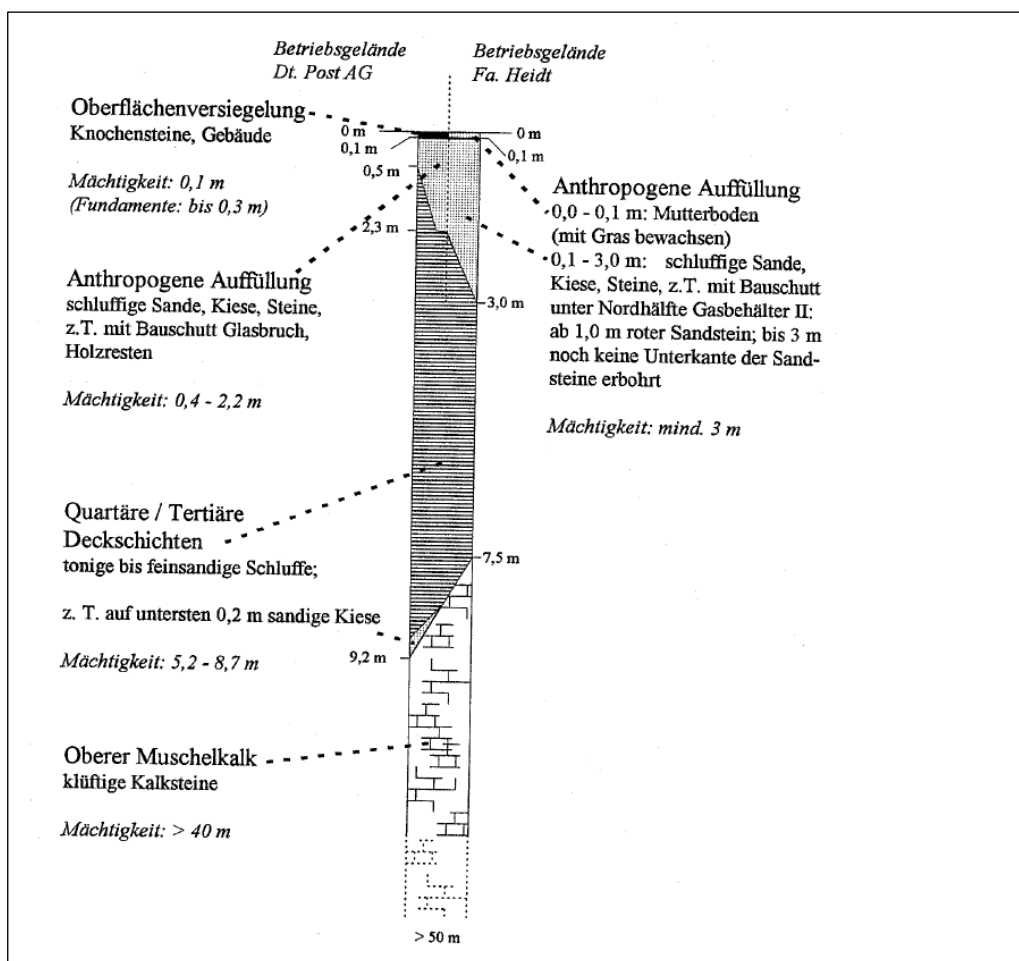 Betriebsgelände
Dt. Post AG
Betriebsgelände
Fa. Heidt
Oberflächenversiegelung
Knochensteine, Gebäude
Mächtigkeit: 0,1 m
(Fundamente: bis 0,3 m)
Anthropogene Auffüllung
schluffige Sande, Kiese, Steine,
z.T. mit Bauschutt Glasbruch,
Holzresten
Mächtigkeit: 0,4 - 2,2 m
Quartäre / Tertiäre
Deckschichten
tonige bis feinsandige Schluffe;
z. T. auf untersten 0,2 m sandige Kiese
Mächtigkeit: 5,2 - 8,7 m
Oberer Muschelkalk
klüftige Kalksteine
Mächtigkeit: > 40 m
0 m
0,1 m
0,5 m
2,3 m
9,2 m
0 m
0,1 m
3,0 m
7,5 m
> 50 m
Anthropogene Auffüllung
0,0 - 0,1 m: Mutterboden
(mit Gras bewachsen)
0,1 - 3,0 m: schluffige Sande,
Kiese, Steine, z.T. mit Bauschutt
unter Nordhälfte Gasbehälter II:
ab 1,0 m roter Sandstein; bis 3 m
noch keine Unterkante der Sand-
steine erbohrt
Mächtigkeit: mind. 3 m